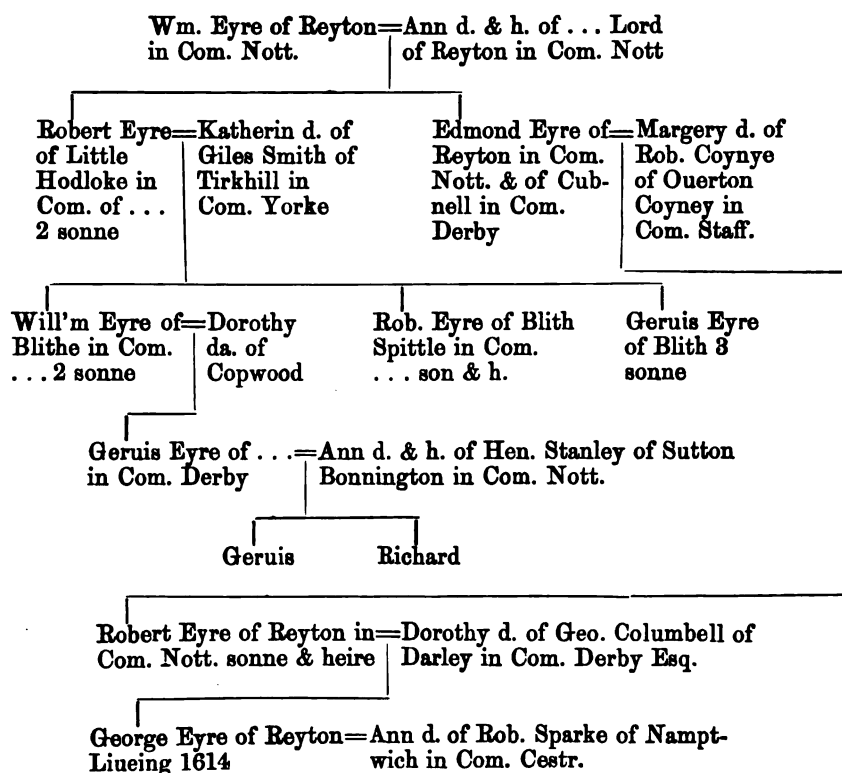 Wm. Eyre of Reyton=Ann d. & h. of ... Lord
in Com. Nott. of Reyton in Com. Nott
Robert Eyre=Katherin d. of
of Little Giles Smith of
Hodloke in Tirkhill in
Com. of ... Com. Yorke
2 sonne
Edmond Eyre of=Margery d. of
Reyton in Com. Rob. Coynye
Nott. & of Cub- of Ouerton
nell in Com. Coyney in
Derby Com. Staff.
Will'm Eyre of=Dorothy
Blithe in Com. da. of
... 2 sonne Copwood
Rob. Eyre of Blith
Spittle in Com.
... son & h.
Geruis Eyre
of Blith 3
sonne
Geruis Eyre of ...=Ann d. & h. of Hen. Stanley of Sutton
in Com. Derby Bonnington in Com. Nott.
Geruis Richard
Robert Eyre of Reyton in=Dorothy d. of Geo. Columbell of
Com. Nott. sonne & heire Darley in Com. Derby Esq.
George Eyre of Reyton=Ann d. of Rob. Sparke of Nampt-
Liueing 1614 wich in Com. Cestr.